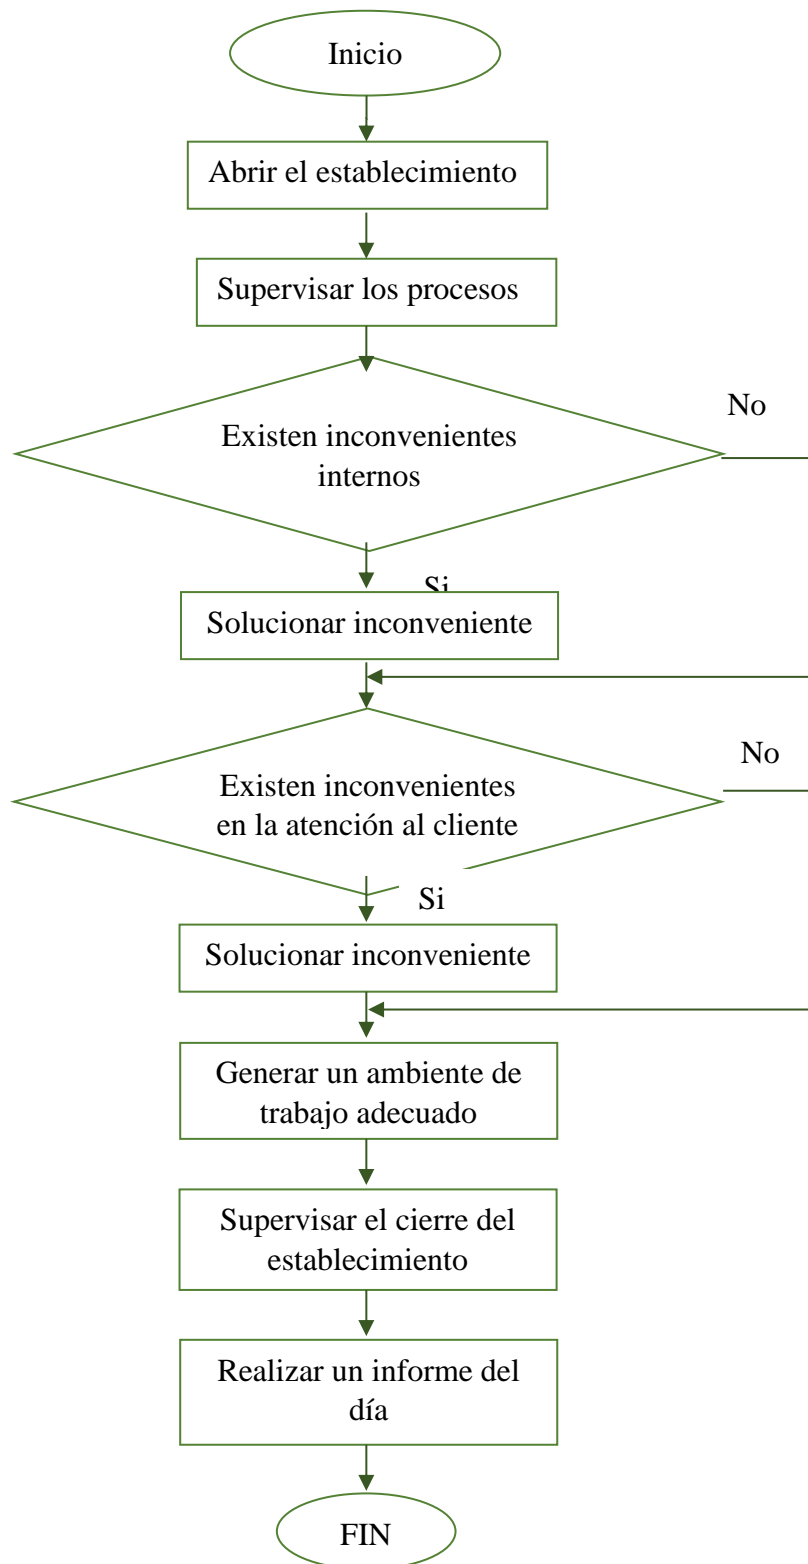 Inicio
Abrir el establecimiento
Supervisar los procesos
No
Existen inconvenientes
internos
Si
Solucionar inconveniente
No
Existen inconvenientes
en la atención al cliente
Si
Solucionar inconveniente
Generar un ambiente de
trabajo adecuado
Supervisar el cierre del
establecimiento
Realizar un informe del
día
FIN